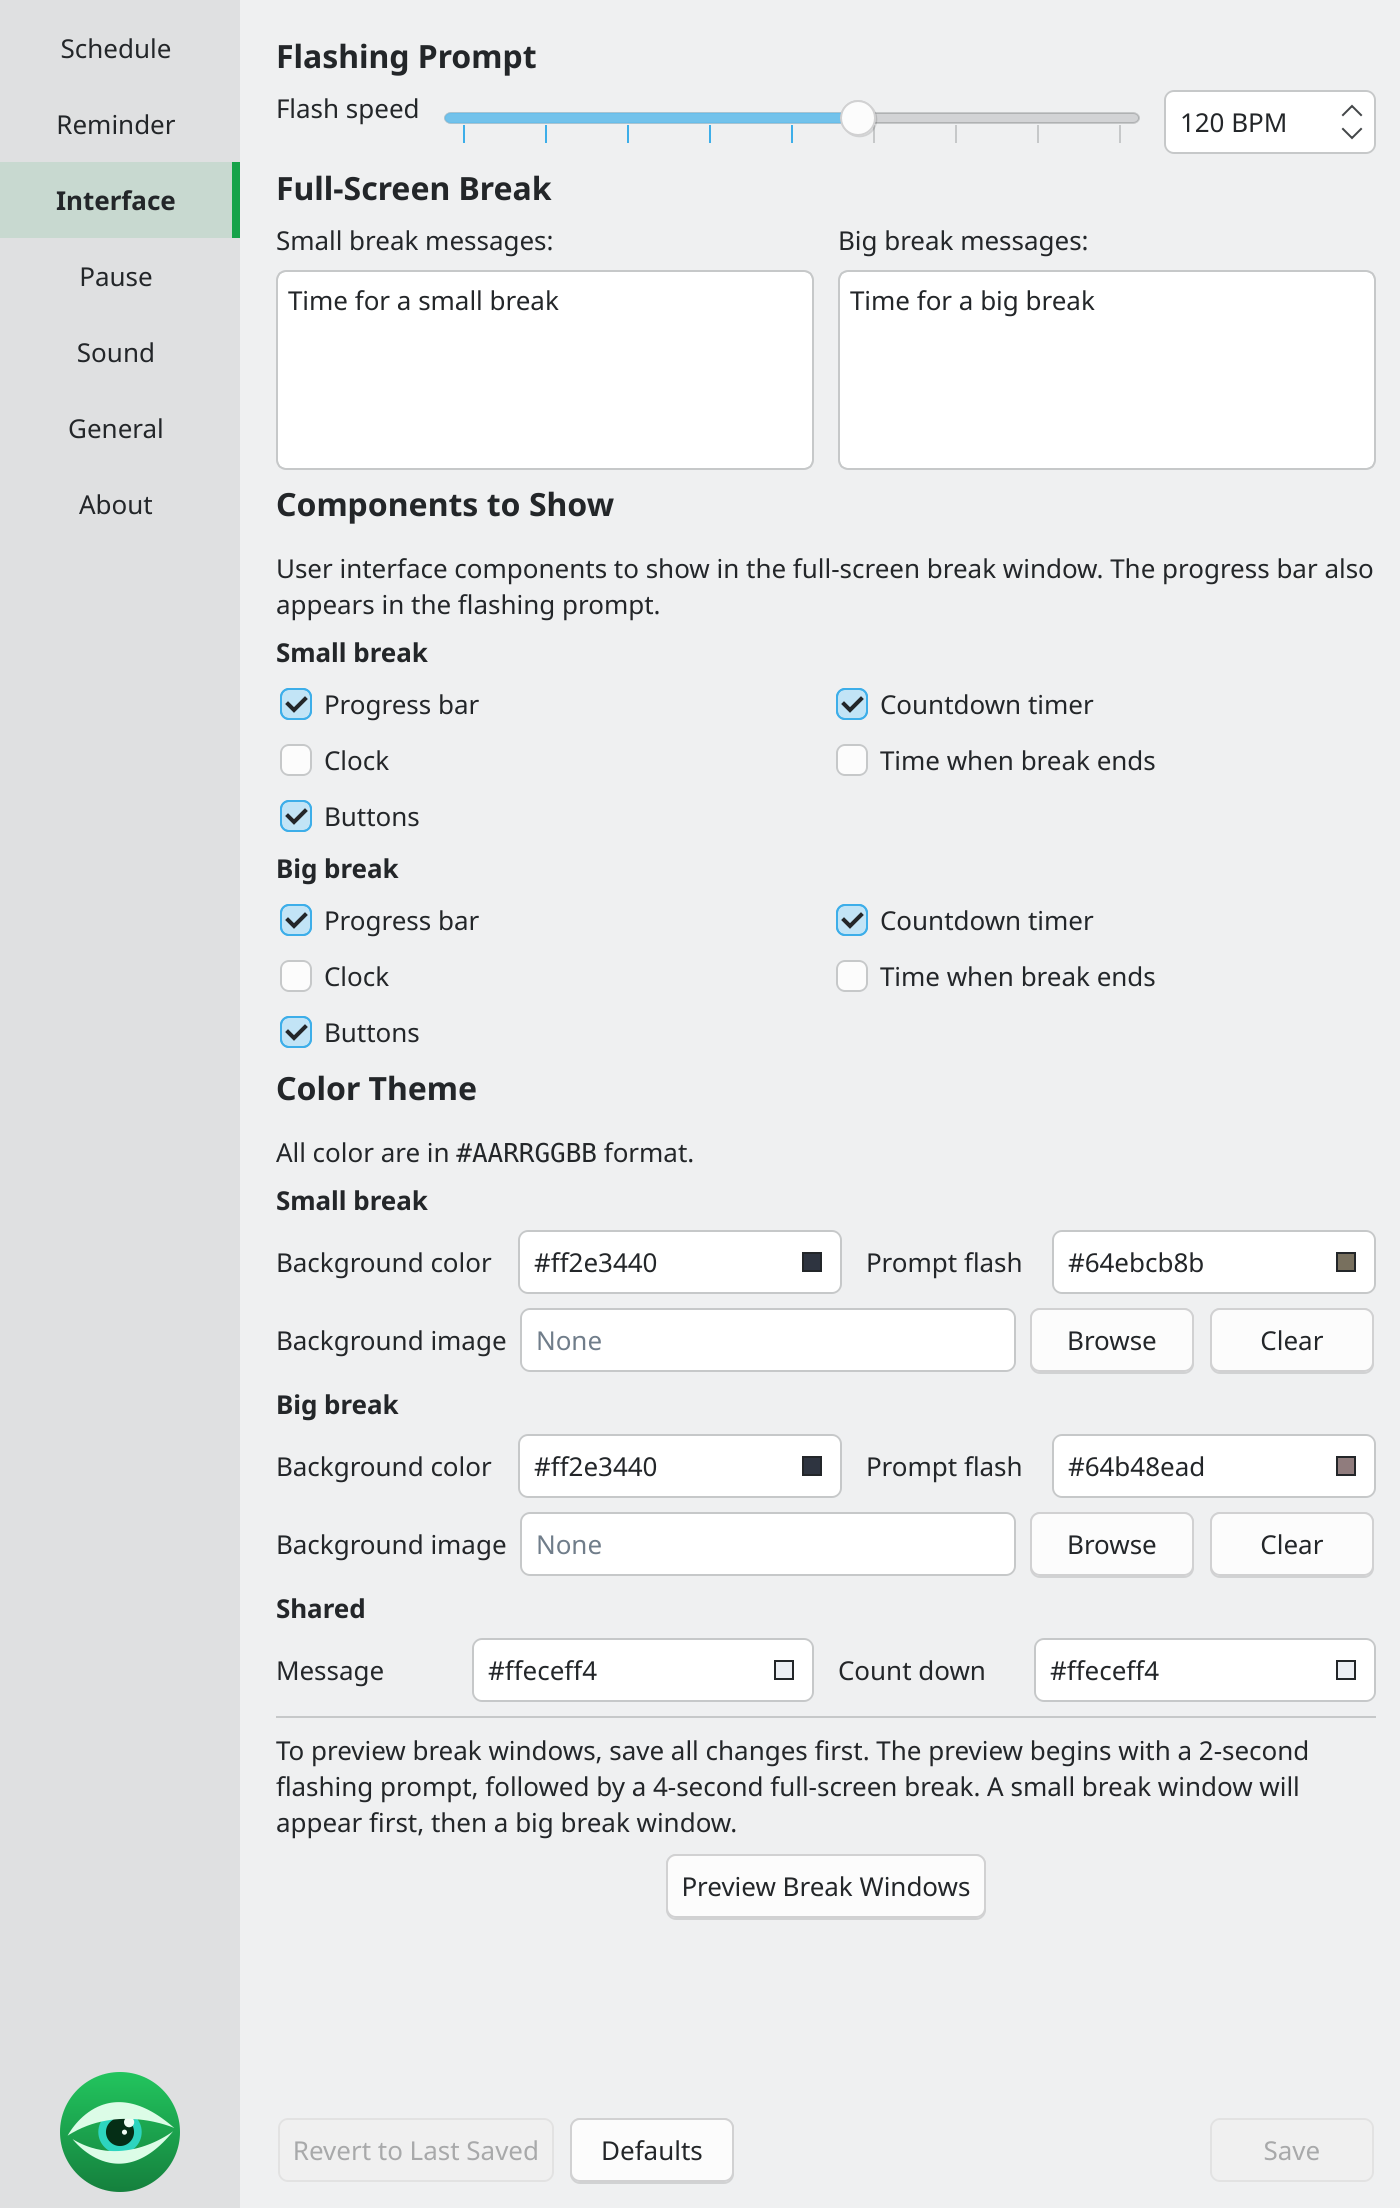 Schedule
Reminder
Interface
Pause
Sound
General
About
Flashing Prompt
Flash speed
120 BPM
Full-Screen Break
Small break messages:
Big break messages:
Time for a small break
Time for a big break
Components to Show
User interface components to show in the full-screen break window. The progress bar also
appears in the flashing prompt.
Small break
Progress bar
Countdown timer
Clock
Time when break ends
Buttons
Big break
Progress bar
Countdown timer
Clock
Time when break ends
Buttons
Color Theme
All color are in #AARRGGBB format.
Small break
Background color
#ff2e3440
Prompt flash
#64ebcb8b
Background image
None
Browse
Clear
Big break
Background color
#ff2e3440
Prompt flash
#64b48ead
Background image
None
Browse
Clear
Shared
Message
#ffeceff4
Count down
#ffeceff4
To preview break windows, save all changes first. The preview begins with a 2-second
flashing prompt, followed by a 4-second full-screen break. A small break window will
appear first, then a big break window.
Preview Break Windows
Revert to Last Saved
Defaults
Save